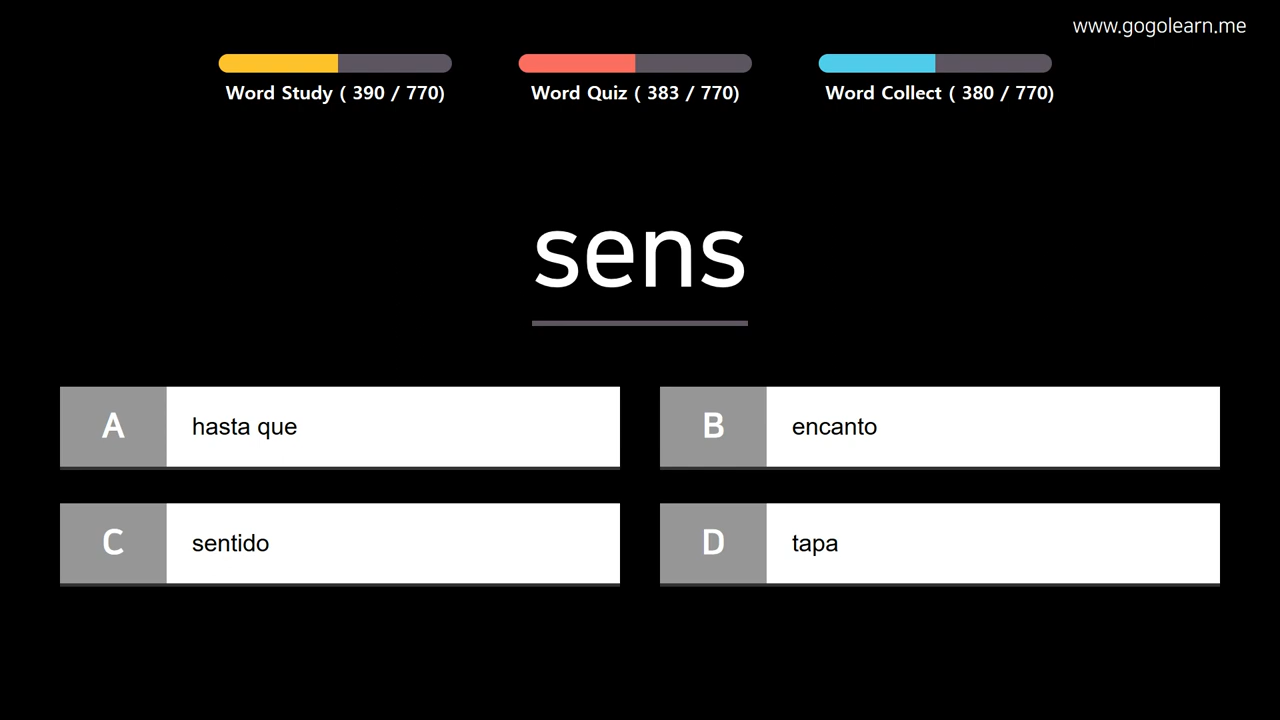 www.gogolearn.me
Word Study ( 390 / 770)
Word Quiz ( 383 / 770)
Word Collect ( 380 / 770)
sens
A hasta que
B encanto
C sentido
D tapa